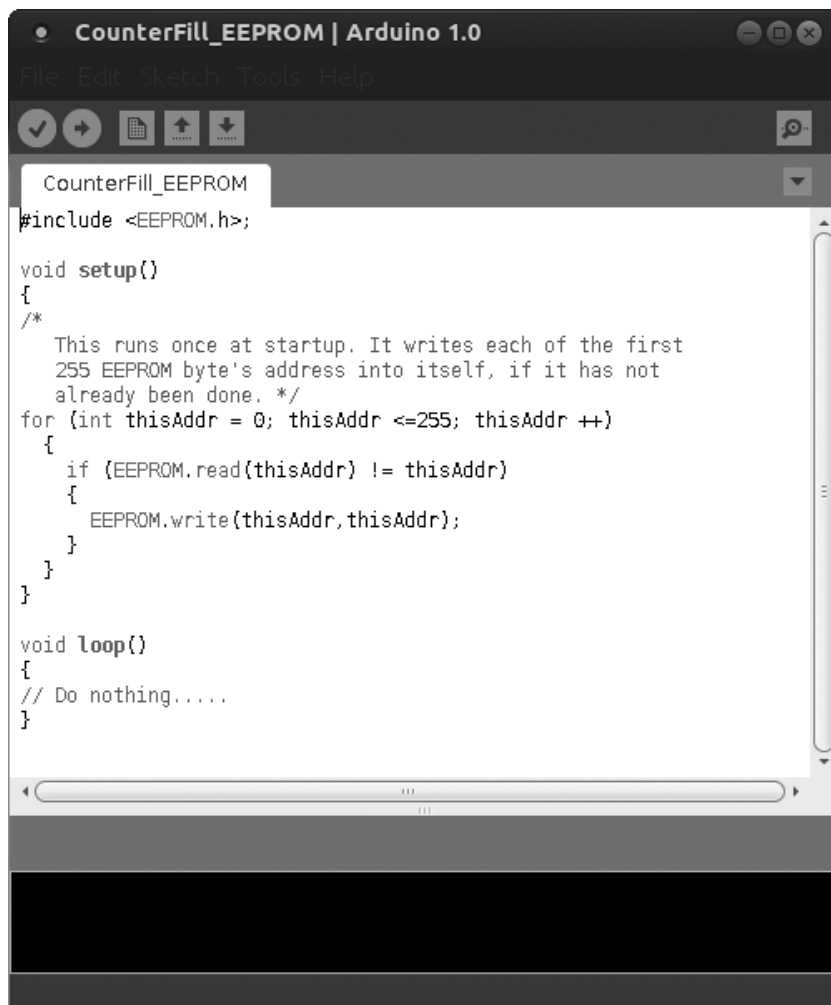 CounterFill_EEPROM | Arduino 1.0
File Edit Sketch Tools Help
CounterFill_EEPROM
#include <EEPROM.h>;
void setup()
{
/*
This runs once at startup. It writes each of the first
255 EEPROM byte's address into itself, if it has not
already been done. */
for (int thisAddr = 0; thisAddr <=255; thisAddr ++)
{
if (EEPROM.read(thisAddr) != thisAddr)
{
EEPROM.write(thisAddr,thisAddr);
}
}
}
void loop()
{
// Do nothing.....
}